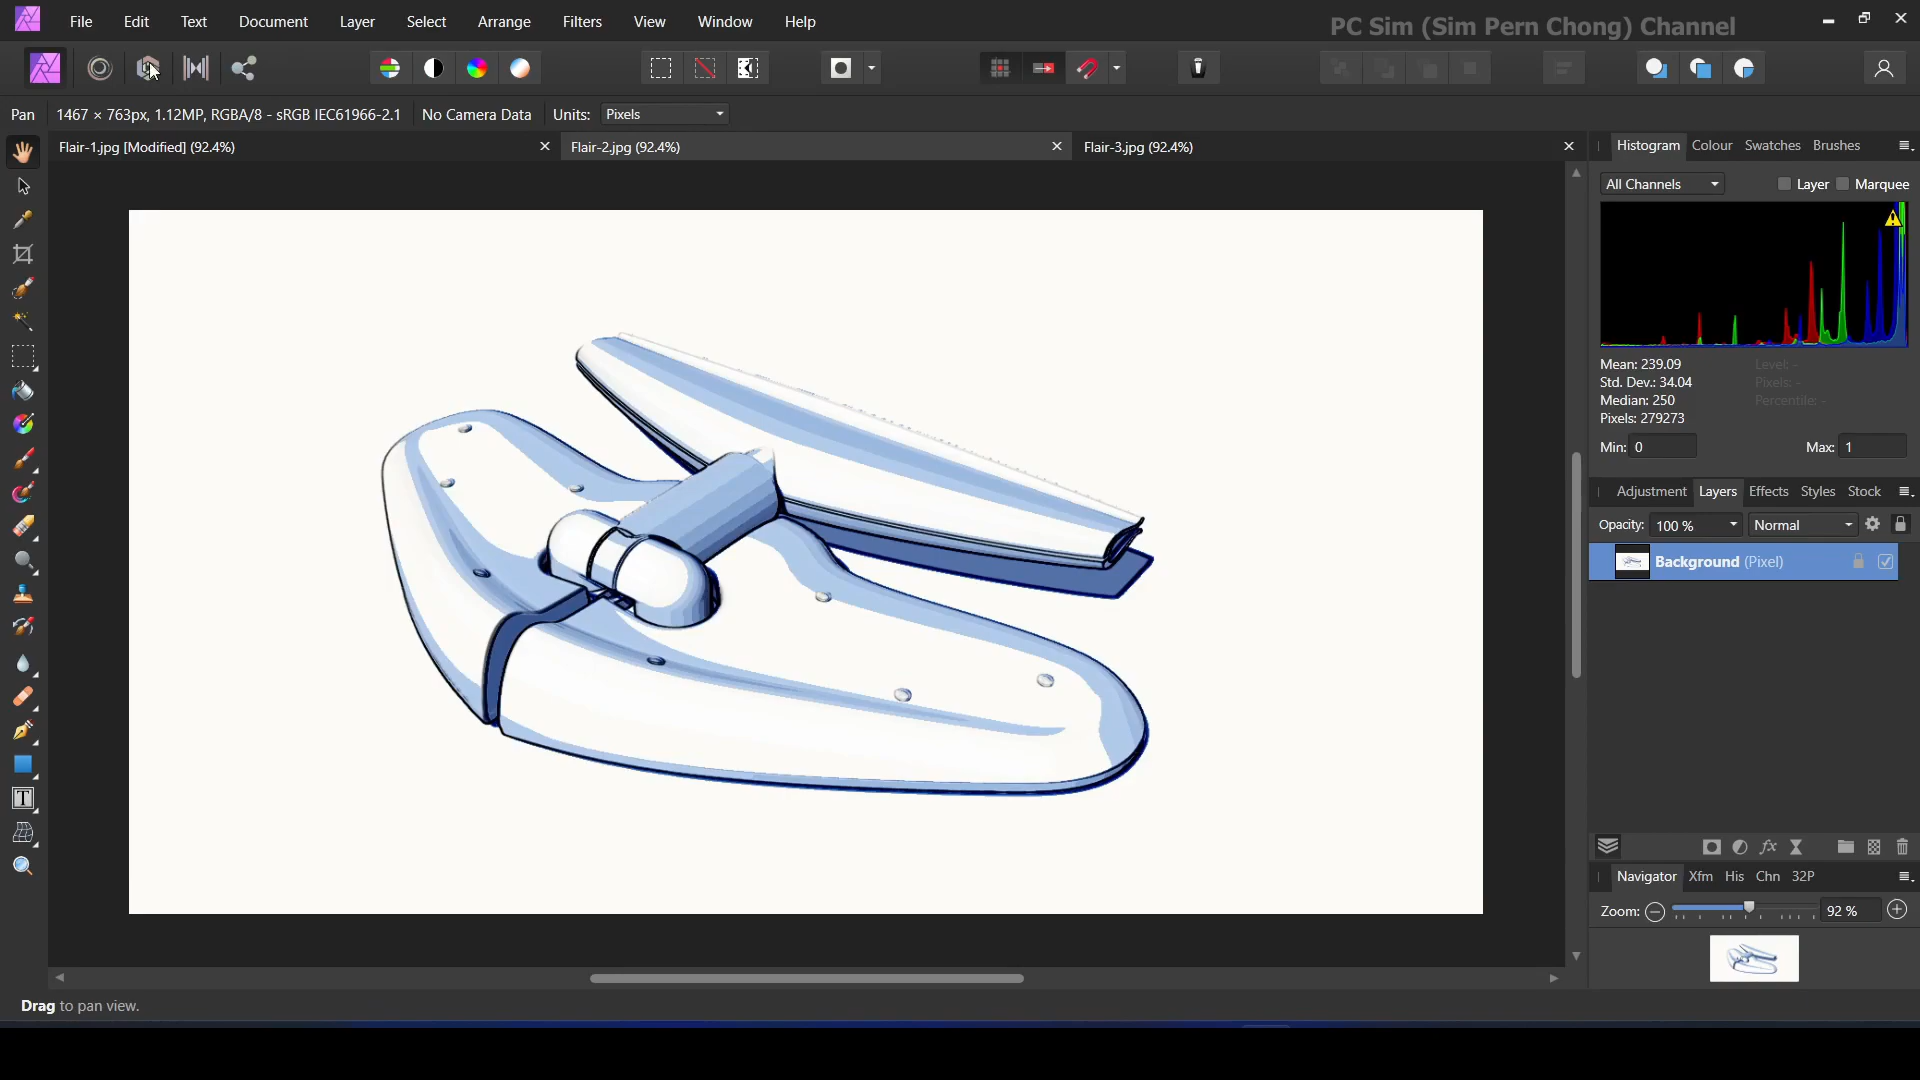 File Edit Text Document Layer Select Arrange Filters View Window Help
PC Sim (Sim Pern Chong) Channel
Pan 1467 × 763px, 1.12MP, RGBA/8 - sRGB IEC61966-2.1 No Camera Data Units: Pixels
Flair-1.jpg [Modified] (92.4%) Flair-2.jpg (92.4%) Flair-3.jpg (92.4%)
Histogram Colour Swatches Brushes
All Channels Layer Marquee
Mean: 239.09 Level: -
Std. Dev.: 34.04 Pixels: -
Median: 250 Percentile: -
Pixels: 279273
Min: 0 Max: 1
Adjustment Layers Effects Styles Stock
Opacity: 100 % Normal
Background (Pixel)
Navigator Xfm His Chn 32P
Zoom: 92 %
Drag to pan view.